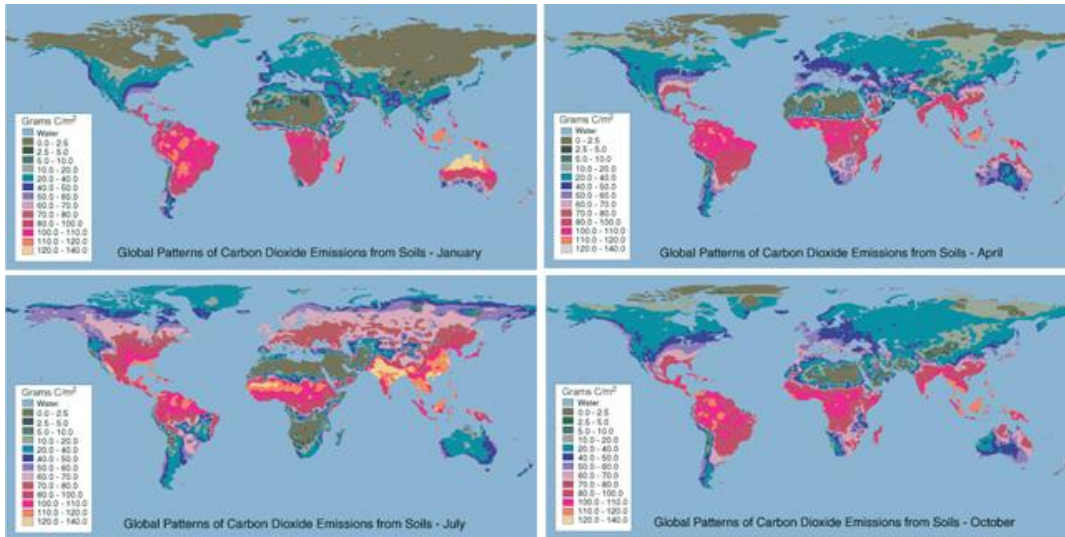 Grams C/m²
Water
0.0 - 2.5
2.5 - 5.0
5.0 - 10.0
10.0 - 20.0
20.0 - 40.0
40.0 - 50.0
50.0 - 60.0
60.0 - 70.0
70.0 - 80.0
80.0 - 100.0
100.0 - 110.0
110.0 - 120.0
120.0 - 140.0
Global Patterns of Carbon Dioxide Emissions from Soils - January
Grams C/m²
Water
0.0 - 2.5
2.5 - 5.0
5.0 - 10.0
10.0 - 20.0
20.0 - 40.0
40.0 - 50.0
50.0 - 60.0
60.0 - 70.0
70.0 - 80.0
80.0 - 100.0
100.0 - 110.0
110.0 - 120.0
120.0 - 140.0
Global Patterns of Carbon Dioxide Emissions from Soils - April
Grams C/m²
Water
0.0 - 2.5
2.5 - 5.0
5.0 - 10.0
10.0 - 20.0
20.0 - 40.0
40.0 - 50.0
50.0 - 60.0
60.0 - 70.0
70.0 - 80.0
80.0 - 100.0
100.0 - 110.0
110.0 - 120.0
120.0 - 140.0
Global Patterns of Carbon Dioxide Emissions from Soils - July
Grams C/m²
Water
0.0 - 2.5
2.5 - 5.0
5.0 - 10.0
10.0 - 20.0
20.0 - 40.0
40.0 - 50.0
50.0 - 60.0
60.0 - 70.0
70.0 - 80.0
80.0 - 100.0
100.0 - 110.0
110.0 - 120.0
120.0 - 140.0
Global Patterns of Carbon Dioxide Emissions from Soils - October